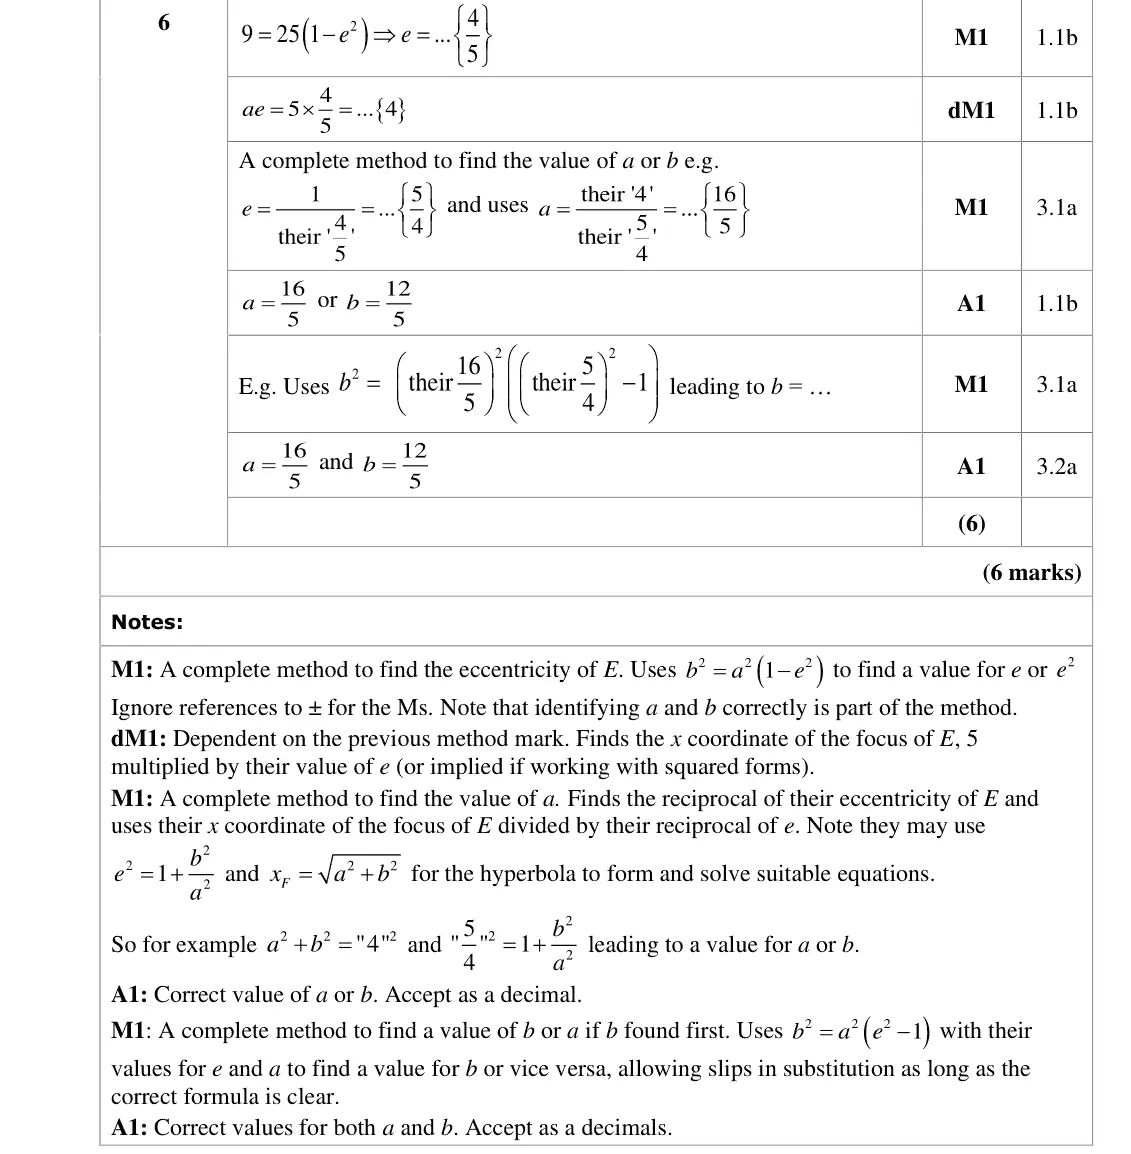 6
9 = 25(1 − e²) ⇒ e = ...{4/5}
M1
1.1b
ae = 5 × 4/5 = ...{4}
dM1
1.1b
A complete method to find the value of a or b e.g.
e = 1/(their '4/5') = ...{5/4} and uses a = (their '4')/(their '5/4') = ...{16/5}
M1
3.1a
a = 16/5 or b = 12/5
A1
1.1b
E.g. Uses b² = (their 16/5)²((their 5/4)² − 1) leading to b = …
M1
3.1a
a = 16/5 and b = 12/5
A1
3.2a
(6)
(6 marks)
Notes:
M1: A complete method to find the eccentricity of E. Uses b² = a²(1 − e²) to find a value for e or e²
Ignore references to ± for the Ms. Note that identifying a and b correctly is part of the method.
dM1: Dependent on the previous method mark. Finds the x coordinate of the focus of E, 5
multiplied by their value of e (or implied if working with squared forms).
M1: A complete method to find the value of a. Finds the reciprocal of their eccentricity of E and
uses their x coordinate of the focus of E divided by their reciprocal of e. Note they may use
e² = 1 + b²/a² and x_F = √(a² + b²) for the hyperbola to form and solve suitable equations.
So for example a² + b² = "4"² and "5/4"² = 1 + b²/a² leading to a value for a or b.
A1: Correct value of a or b. Accept as a decimal.
M1: A complete method to find a value of b or a if b found first. Uses b² = a²(e² − 1) with their
values for e and a to find a value for b or vice versa, allowing slips in substitution as long as the
correct formula is clear.
A1: Correct values for both a and b. Accept as a decimals.